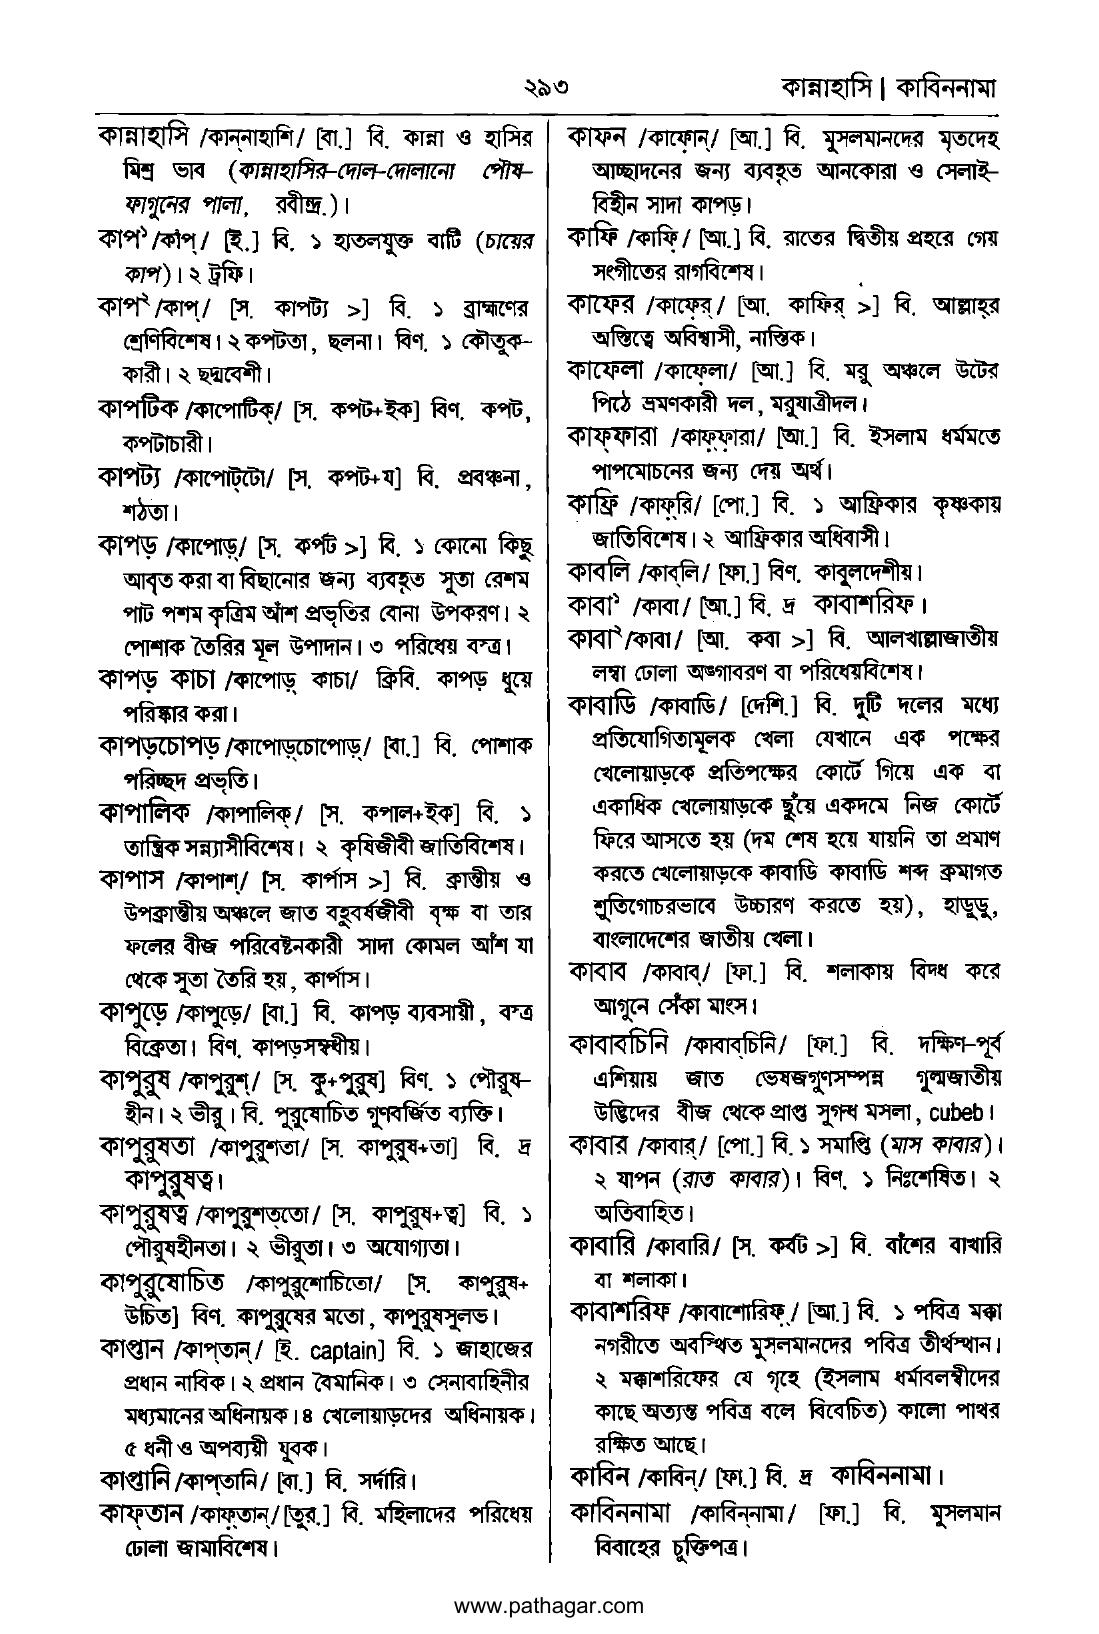 ২৯৩
কান্নাহাসি | কাবিননামা
কান্নাহাসি /কান্‌নাহাশি/ [বা.] বি. কান্না ও হাসির
মিশ্র ভাব (কান্নাহাসির-দোল-দোলানো পৌষ-
ফাগুনের পালা, রবীন্দ্র.)।
কাপ১ /কাপ্/ [ই.] বি. ১ হাতলযুক্ত বাটি (চায়ের
কাপ)। ২ ট্রফি।
কাপ২ /কাপ্/ [স. কাপট্য >] বি. ১ ব্রাহ্মণের
শ্রেণিবিশেষ। ২ কপটতা, ছলনা। বিণ. ১ কৌতুক-
কারী। ২ ছদ্মবেশী।
কাপটিক /কাপোটিক্/ [স. কপট+ইক] বিণ. কপট,
কপটাচারী।
কাপট্য /কাপোট্‌টো/ [স. কপট+য] বি. প্রবঞ্চনা,
শঠতা।
কাপড় /কাপোড়্/ [স. কর্পট >] বি. ১ কোনো কিছু
আবৃত করা বা বিছানোর জন্য ব্যবহৃত সুতা রেশম
পাট পশম কৃত্রিম আঁশ প্রভৃতির বোনা উপকরণ। ২
পোশাক তৈরির মূল উপাদান। ৩ পরিধেয় বস্ত্র।
কাপড় কাচা /কাপোড়্ কাচা/ ক্রিবি. কাপড় ধুয়ে
পরিষ্কার করা।
কাপড়চোপড় /কাপোড়্‌চোপোড়্/ [বা.] বি. পোশাক
পরিচ্ছদ প্রভৃতি।
কাপালিক /কাপালিক্/ [স. কপাল+ইক] বি. ১
তান্ত্রিক সন্ন্যাসীবিশেষ। ২ কৃষিজীবী জাতিবিশেষ।
কাপাস /কাপাশ্/ [স. কার্পাস >] বি. ক্রান্তীয় ও
উপক্রান্তীয় অঞ্চলে জাত বহুবর্ষজীবী বৃক্ষ বা তার
ফলের বীজ পরিবেষ্টনকারী সাদা কোমল আঁশ যা
থেকে সুতা তৈরি হয়, কার্পাস।
কাপুড়ে /কাপুড়ে/ [বা.] বি. কাপড় ব্যবসায়ী, বস্ত্র
বিক্রেতা। বিণ. কাপড়সম্বন্ধীয়।
কাপুরুষ /কাপুরুশ্/ [স. কু+পুরুষ] বিণ. ১ পৌরুষ-
হীন। ২ ভীরু। বি. পুরুষোচিত গুণবর্জিত ব্যক্তি।
কাপুরুষতা /কাপুরুশতা/ [স. কাপুরুষ+তা] বি. দ্র
কাপুরুষত্ব।
কাপুরুষত্ব /কাপুরুশত্‌তো/ [স. কাপুরুষ+ত্ব] বি. ১
পৌরুষহীনতা। ২ ভীরুতা। ৩ অযোগ্যতা।
কাপুরুষোচিত /কাপুরুশোচিতো/ [স. কাপুরুষ+
উচিত] বিণ. কাপুরুষের মতো, কাপুরুষসুলভ।
কাপ্তান /কাপ্‌তান্/ [ই. captain] বি. ১ জাহাজের
প্রধান নাবিক। ২ প্রধান বৈমানিক। ৩ সেনাবাহিনীর
মধ্যমানের অধিনায়ক। ৪ খেলোয়াড়দের অধিনায়ক।
৫ ধনী ও অপব্যয়ী যুবক।
কাপ্তানি /কাপ্‌তানি/ [বা.] বি. সর্দারি।
কাফ্‌তান /কাফ়্‌তান্/ [তুর.] বি. মহিলাদের পরিধেয়
ঢোলা জামাবিশেষ।
কাফন /কাফ়োন্/ [আ.] বি. মুসলমানদের মৃতদেহ
আচ্ছাদনের জন্য ব্যবহৃত আনকোরা ও সেলাই-
বিহীন সাদা কাপড়।
কাফি /কাফ়ি/ [আ.] বি. রাতের দ্বিতীয় প্রহরে গেয়
সংগীতের রাগবিশেষ।
কাফের /কাফ়ের্/ [আ. কাফির >] বি. আল্লাহ্‌র
অস্তিত্বে অবিশ্বাসী, নাস্তিক।
কাফেলা /কাফ়েলা/ [আ.] বি. মরু অঞ্চলে উটের
পিঠে ভ্রমণকারী দল, মরুযাত্রীদল।
কাফ্‌ফারা /কাফ়্‌ফ়ারা/ [আ.] বি. ইসলাম ধর্মমতে
পাপমোচনের জন্য দেয় অর্থ।
কাফ্রি /কাফ়্‌রি/ [পো.] বি. ১ আফ্রিকার কৃষ্ণকায়
জাতিবিশেষ। ২ আফ্রিকার অধিবাসী।
কাবলি /কাব্‌লি/ [ফা.] বিণ. কাবুলদেশীয়।
কাবা১ /কাবা/ [আ.] বি. দ্র কাবাশরিফ।
কাবা২ /কাবা/ [আ. কবা >] বি. আলখাল্লাজাতীয়
লম্বা ঢোলা অঙ্গাবরণ বা পরিধেয়বিশেষ।
কাবাডি /কাবাডি/ [দেশি.] বি. দুটি দলের মধ্যে
প্রতিযোগিতামূলক খেলা যেখানে এক পক্ষের
খেলোয়াড়কে প্রতিপক্ষের কোর্টে গিয়ে এক বা
একাধিক খেলোয়াড়কে ছুঁয়ে একদমে নিজ কোর্টে
ফিরে আসতে হয় (দম শেষ হয়ে যায়নি তা প্রমাণ
করতে খেলোয়াড়কে কাবাডি কাবাডি শব্দ ক্রমাগত
শ্রুতিগোচরভাবে উচ্চারণ করতে হয়), হাডুডু,
বাংলাদেশের জাতীয় খেলা।
কাবাব /কাবাব্/ [ফা.] বি. শলাকায় বিদ্ধ করে
আগুনে সেঁকা মাংস।
কাবাবচিনি /কাবাব্‌চিনি/ [ফা.] বি. দক্ষিণ-পূর্ব
এশিয়ায় জাত ভেষজগুণসম্পন্ন গুল্মজাতীয়
উদ্ভিদের বীজ থেকে প্রাপ্ত সুগন্ধ মসলা, cubeb।
কাবার /কাবার্/ [পো.] বি. ১ সমাপ্তি (মাস কাবার)।
২ যাপন (রাত কাবার)। বিণ. ১ নিঃশেষিত। ২
অতিবাহিত।
কাবারি /কাবারি/ [স. কর্বট >] বি. বাঁশের বাখারি
বা শলাকা।
কাবাশরিফ /কাবাশোরিফ়্/ [আ.] বি. ১ পবিত্র মক্কা
নগরীতে অবস্থিত মুসলমানদের পবিত্র তীর্থস্থান।
২ মক্কাশরিফের যে গৃহে (ইসলাম ধর্মাবলম্বীদের
কাছে অত্যন্ত পবিত্র বলে বিবেচিত) কালো পাথর
রক্ষিত আছে।
কাবিন /কাবিন্/ [ফা.] বি. দ্র কাবিননামা।
কাবিননামা /কাবিন্‌নামা/ [ফা.] বি. মুসলমান
বিবাহের চুক্তিপত্র।
www.pathagar.com